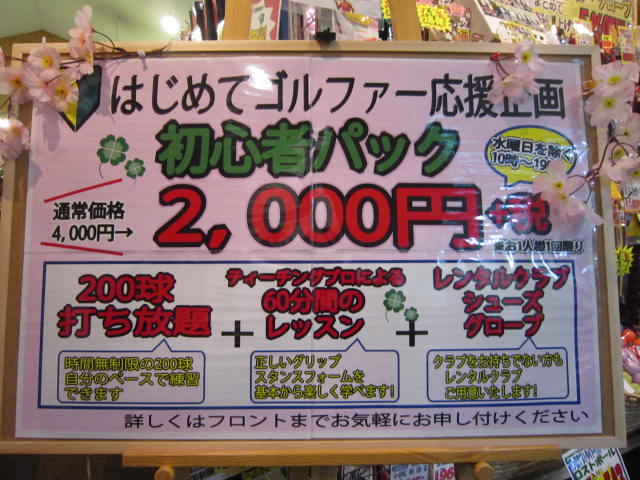 はじめてゴルファー応援企画
初心者パック
水曜日を除く
10時～19
通常価格
4,000円→
2,000円+税
※お1人様1回限り
200球
打ち放題
+
ティーチングプロによる
60分間の
レッスン
+
レンタルクラブ
シューズ
グローブ
時間無制限の200球
自分のペースで練習
できます
正しいグリップ
スタンスフォームを
基本から楽しく学べます!
クラブをお持ちでない方も
レンタルクラブ
ご用意いたします!
詳しくはフロントまでお気軽にお申し付けください
ロストボール